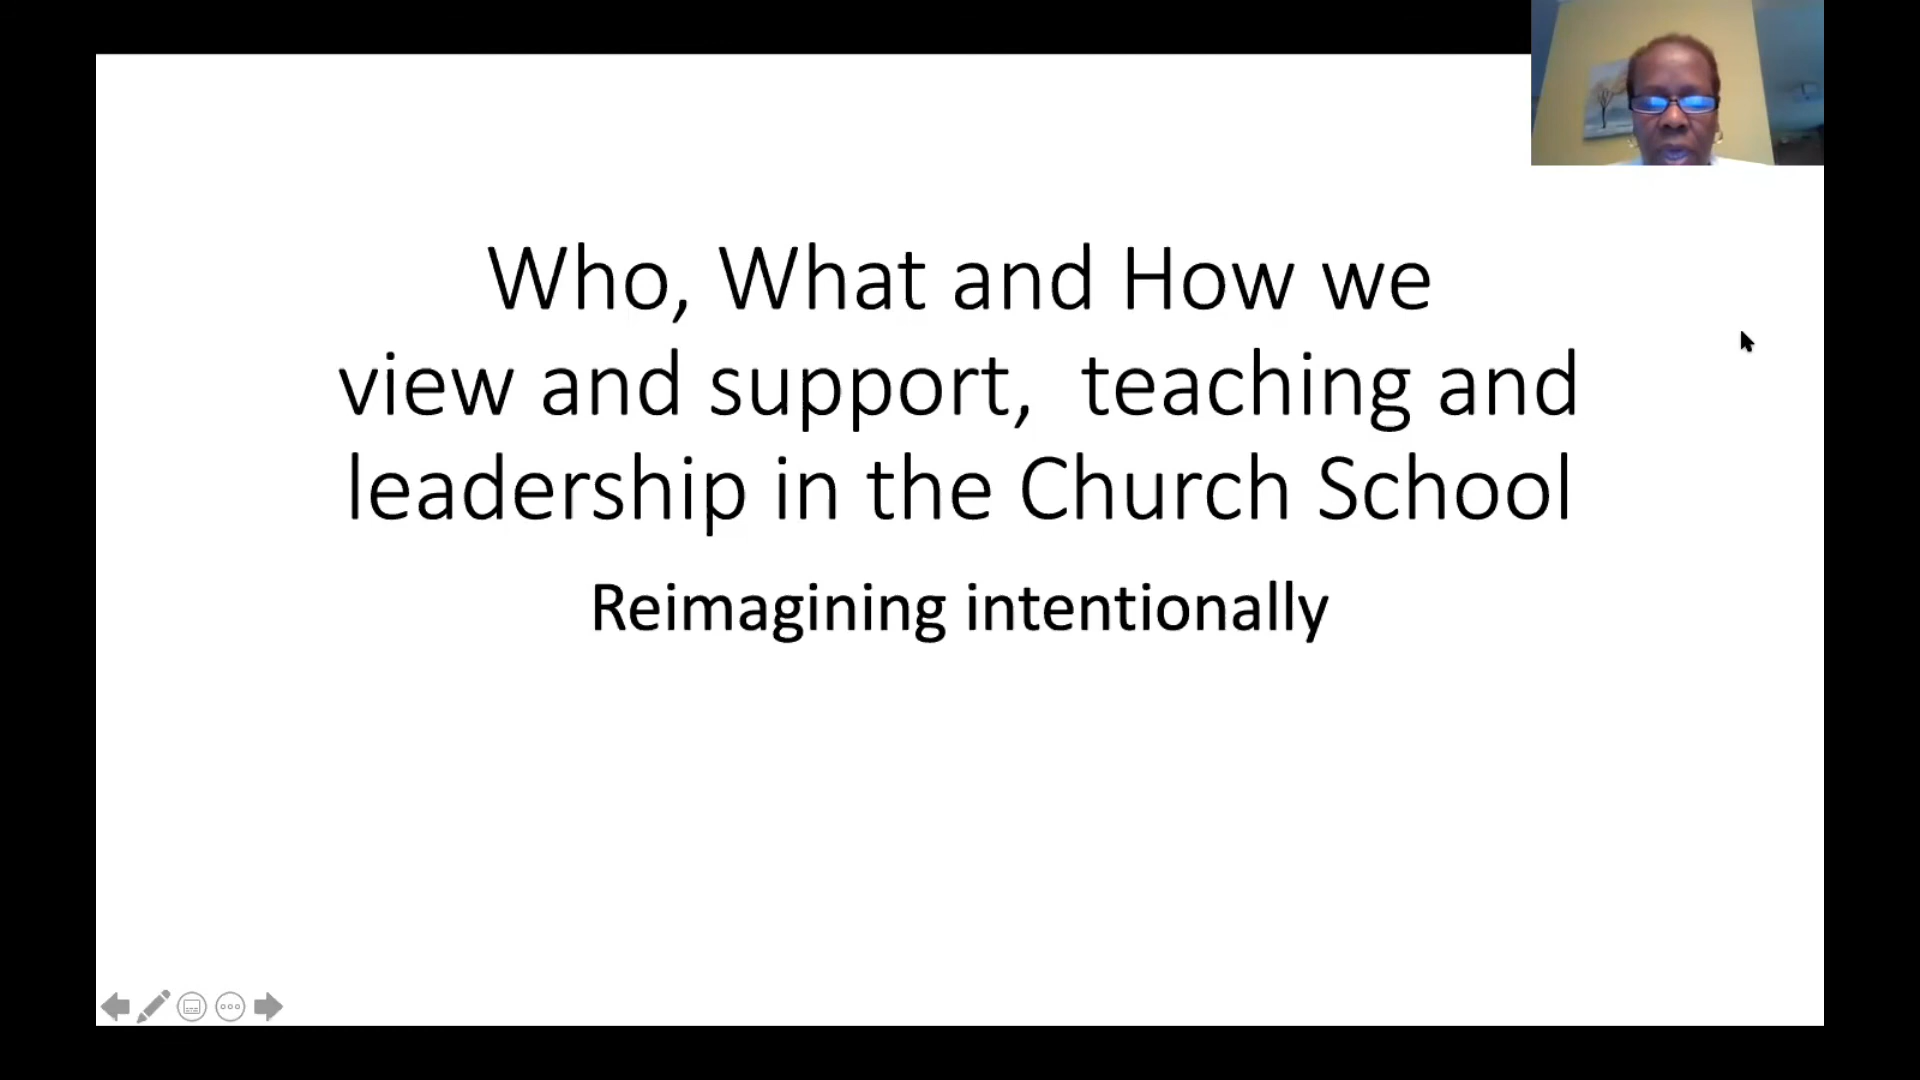 Who, What and How we
view and support,  teaching and
leadership in the Church School
Reimagining intentionally